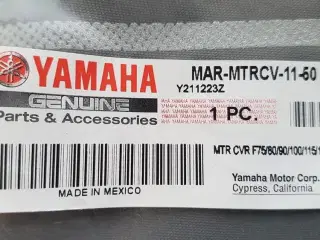 YAMAHA
MAR-MTRCV-11-50
Y211223Z
GENUINE
Parts & Accessories
1 PC.
MTR CVR F75/80/90/100/115/1
MADE IN MEXICO
Yamaha Motor Corp.
Cypress, California